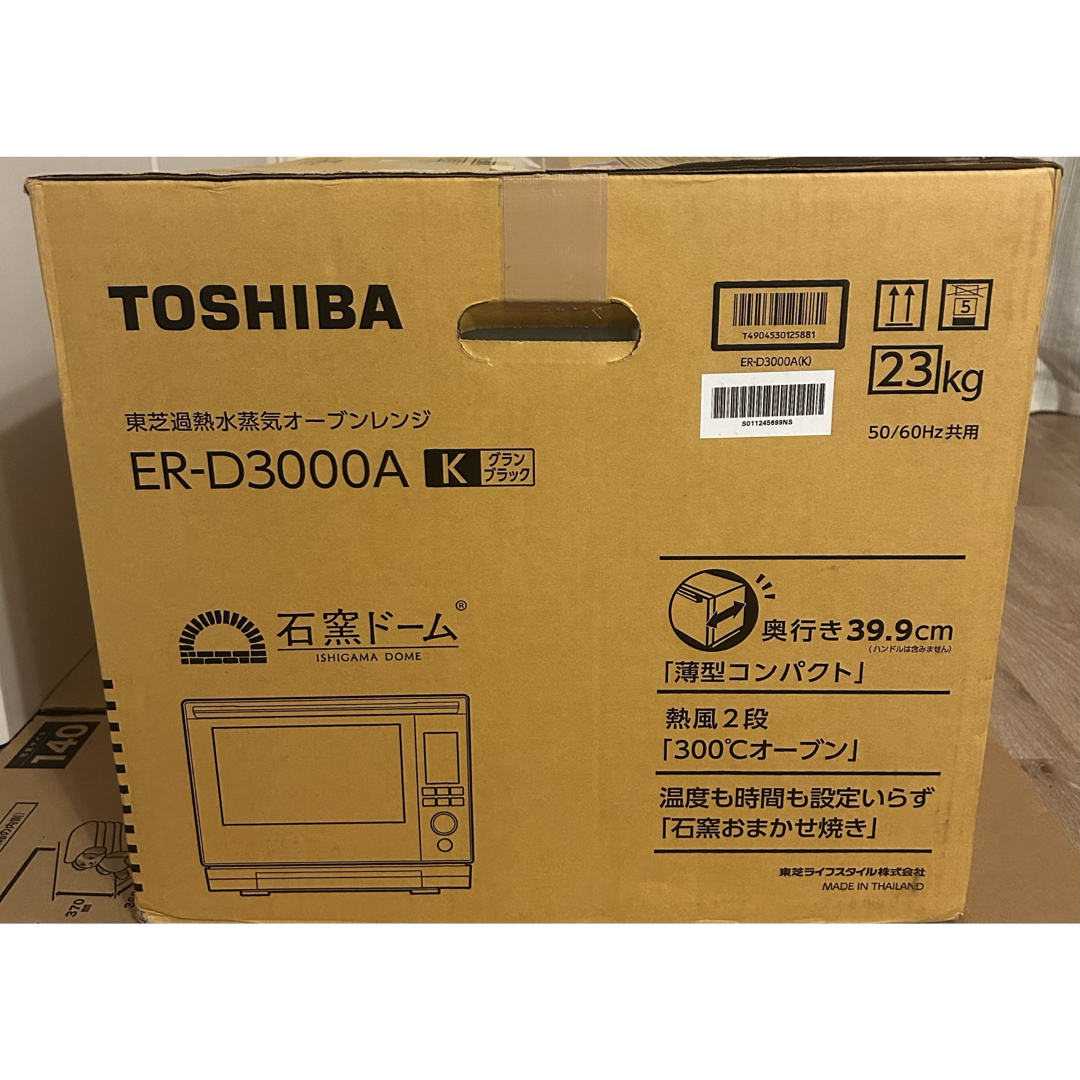 TOSHIBA
東芝過熱水蒸気オーブンレンジ
ER-D3000A K グラン
ブラック
T4904530125881
ER-D3000A(K)
S011245699NS
5
23kg
50/60Hz共用
石窯ドーム®
ISHIGAMA DOME
奥行き39.9cm
(ハンドルは含みません)
「薄型コンパクト」
熱風2段
「300℃オーブン」
温度も時間も設定いらず
「石窯おまかせ焼き」
東芝ライフスタイル株式会社
MADE IN THAILAND
140
370